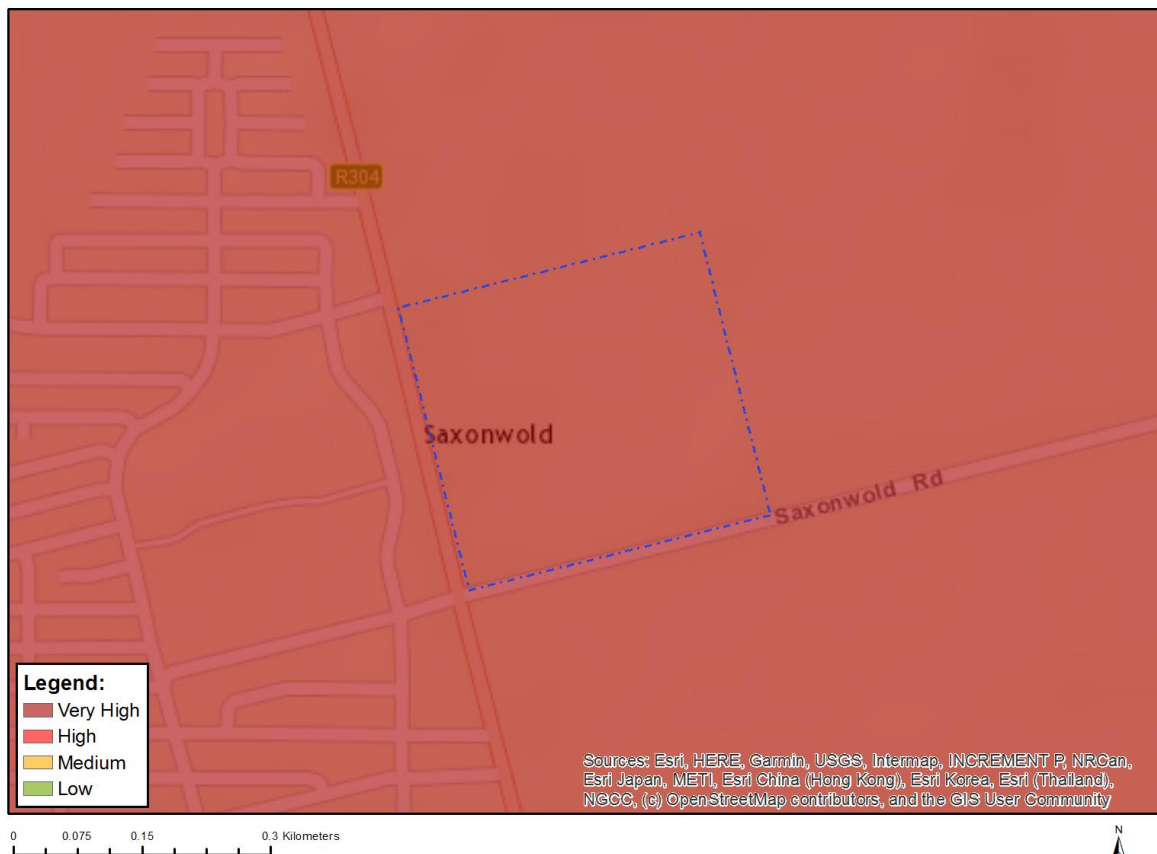 R304
Saxonwold
Saxonwold Rd
Legend:
Very High
High
Medium
Low
Sources: Esri, HERE, Garmin, USGS, Intermap, INCREMENT P, NRCan,
Esri Japan, METI, Esri China (Hong Kong), Esri Korea, Esri (Thailand),
NGCC, (c) OpenStreetMap contributors, and the GIS User Community
0 0.075 0.15 0.3 Kilometers
N